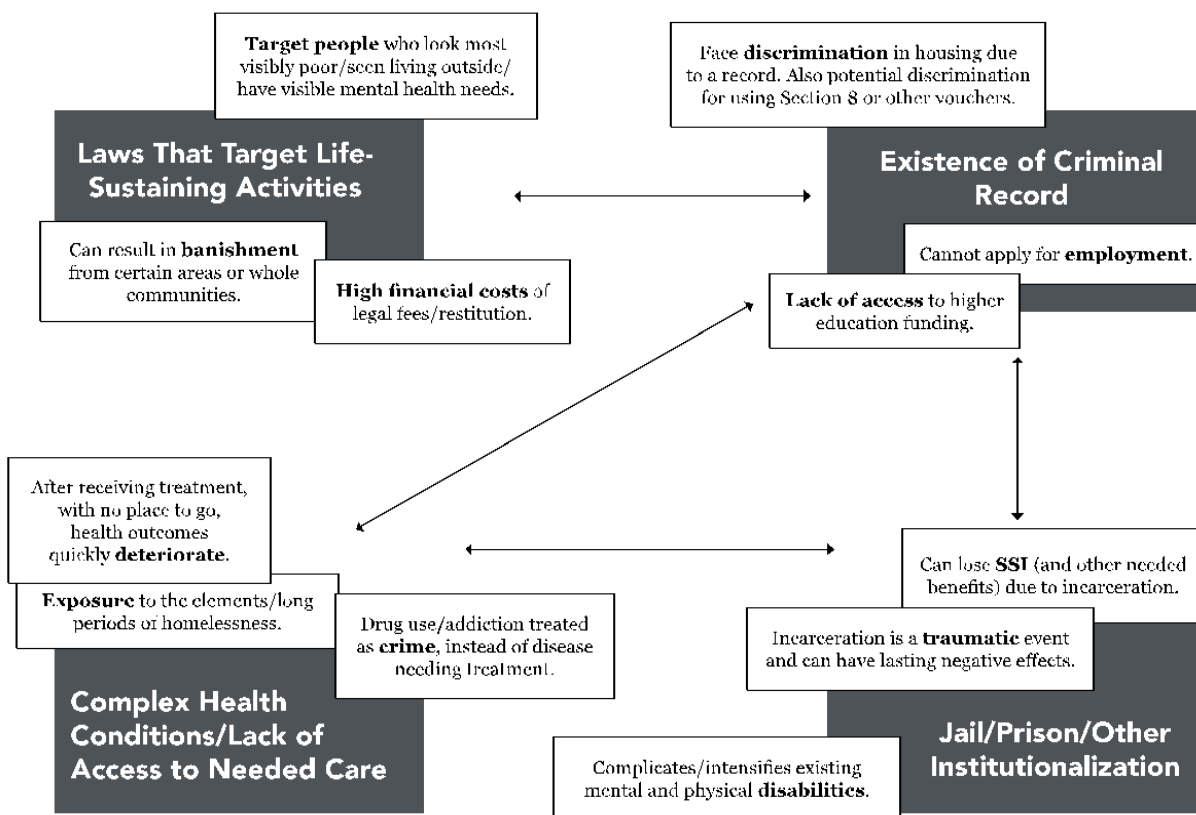 Target people who look most
visibly poor/seen living outside/
have visible mental health needs.
Laws That Target Life-
Sustaining Activities
Can result in banishment
from certain areas or whole
communities.
High financial costs of
legal fees/restitution.
Face discrimination in housing due
to a record. Also potential discrimination
for using Section 8 or other vouchers.
Existence of Criminal
Record
Cannot apply for employment.
Lack of access to higher
education funding.
After receiving treatment,
with no place to go,
health outcomes
quickly deteriorate.
Exposure to the elements/long
periods of homelessness.
Drug use/addiction treated
as crime, instead of disease
needing treatment.
Complex Health
Conditions/Lack of
Access to Needed Care
Can lose SSI (and other needed
benefits) due to incarceration.
Incarceration is a traumatic event
and can have lasting negative effects.
Jail/Prison/Other
Institutionalization
Complicates/intensifies existing
mental and physical disabilities.